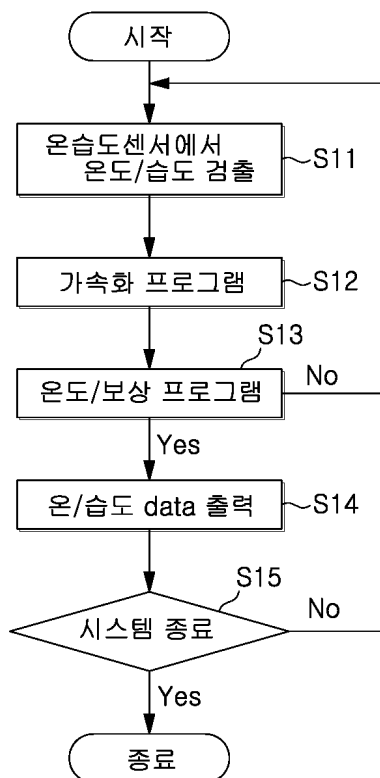 시작
온습도센서에서
온도/습도 검출
S11
가속화 프로그램
S12
S13
온도/보상 프로그램
No
Yes
온/습도 data 출력
S14
S15
시스템 종료
No
Yes
종료